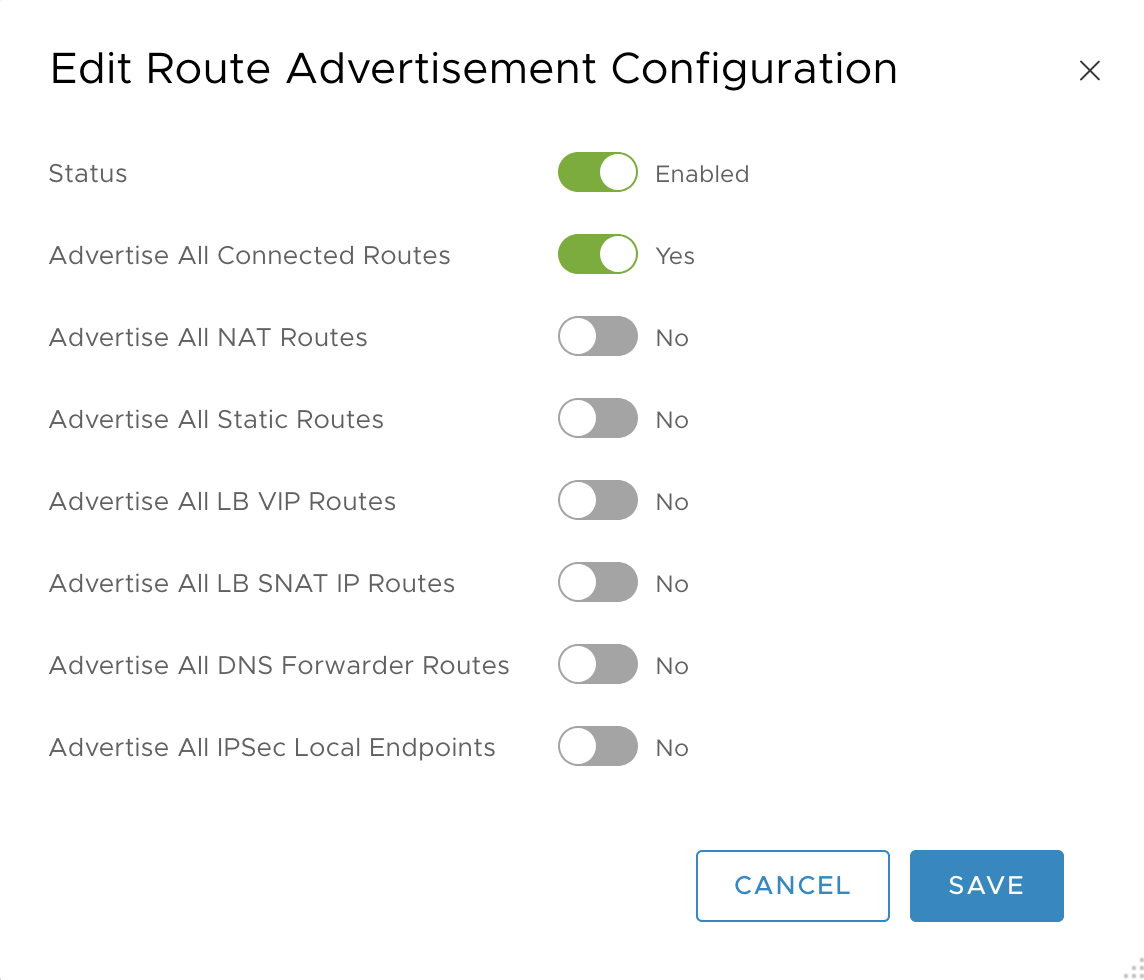 Edit Route Advertisement Configuration
Status Enabled
Advertise All Connected Routes Yes
Advertise All NAT Routes No
Advertise All Static Routes No
Advertise All LB VIP Routes No
Advertise All LB SNAT IP Routes No
Advertise All DNS Forwarder Routes No
Advertise All IPSec Local Endpoints No
CANCEL SAVE